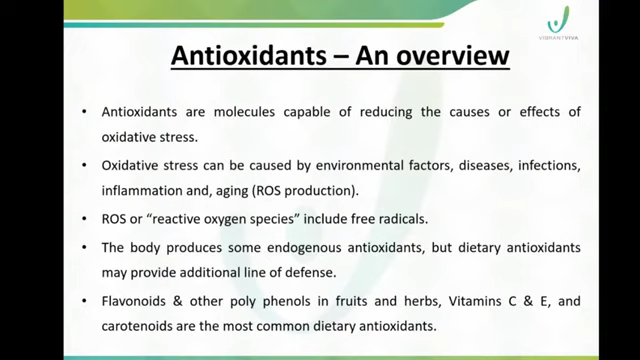 VIBRANTVIVA
Antioxidants – An overview
• Antioxidants are molecules capable of reducing the causes or effects of
oxidative stress.
• Oxidative stress can be caused by environmental factors, diseases, infections,
inflammation and, aging (ROS production).
• ROS or “reactive oxygen species” include free radicals.
• The body produces some endogenous antioxidants, but dietary antioxidants
may provide additional line of defense.
• Flavonoids & other poly phenols in fruits and herbs, Vitamins C & E, and
carotenoids are the most common dietary antioxidants.